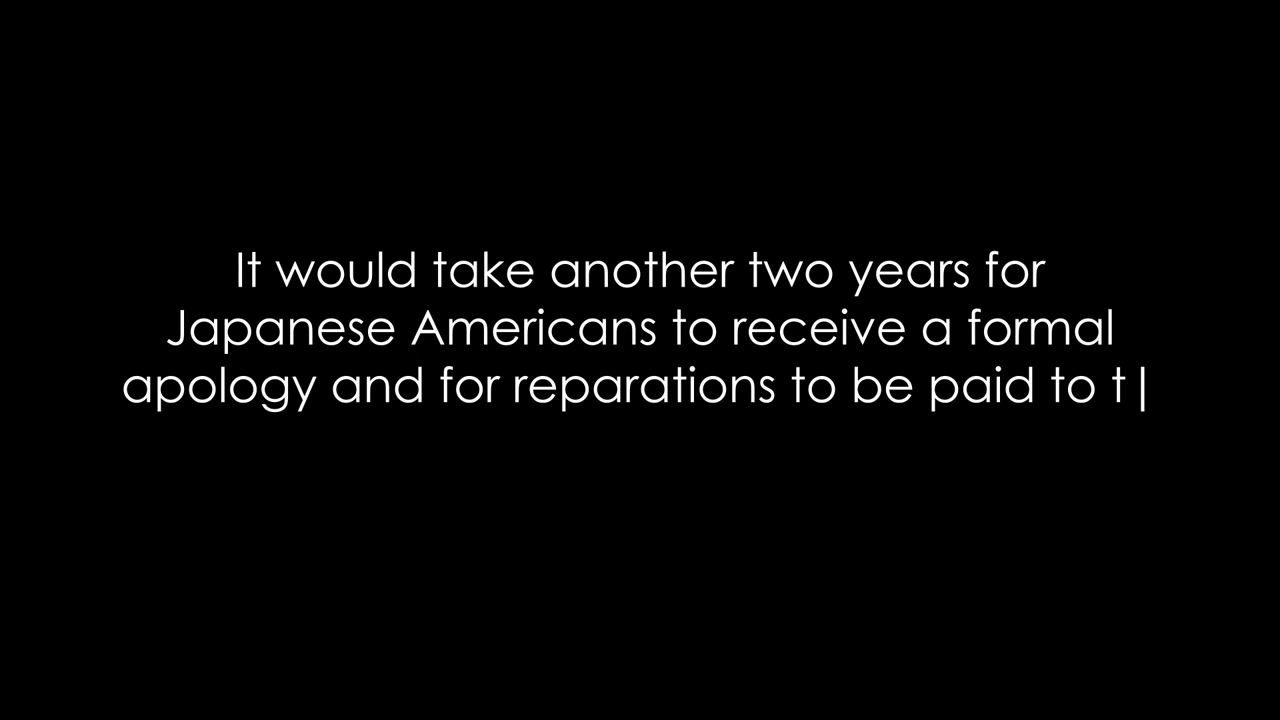 It would take another two years for
Japanese Americans to receive a formal
apology and for reparations to be paid to t|